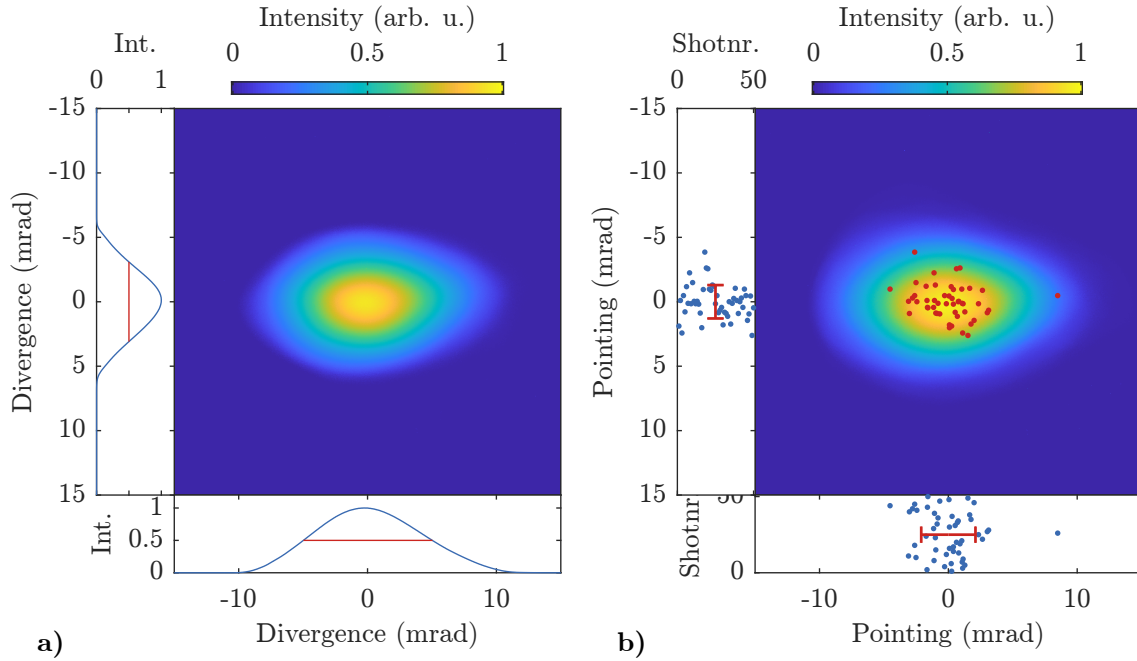 Intensity (arb. u.)
Int.
0 0.5 1
0 1
-15
-10
-5
0
5
10
15
Divergence (mrad)
Int.
1
0.5
0
-10 0 10
Divergence (mrad)
a)
Intensity (arb. u.)
Shotnr.
0 0.5 1
0 50
-15
-10
-5
0
5
10
15
Pointing (mrad)
Shotnr
50
0
-10 0 10
Pointing (mrad)
b)